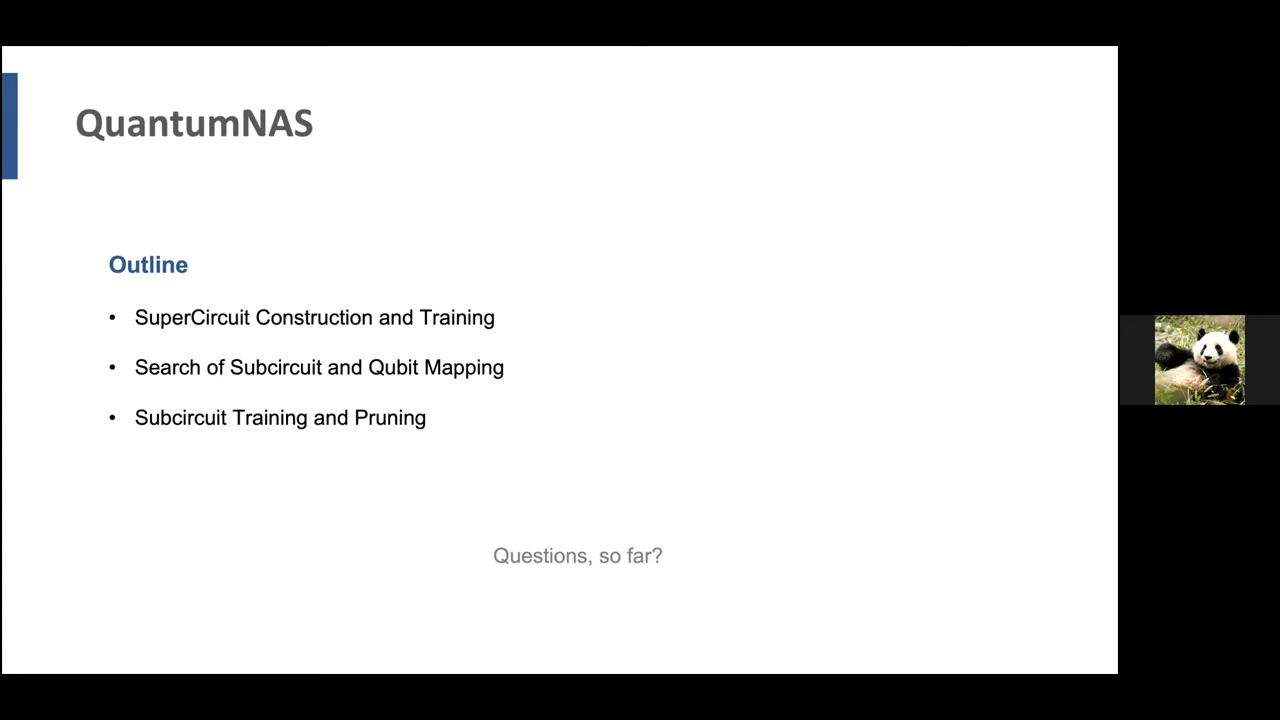 QuantumNAS
Outline
• SuperCircuit Construction and Training
• Search of Subcircuit and Qubit Mapping
• Subcircuit Training and Pruning
Questions, so far?